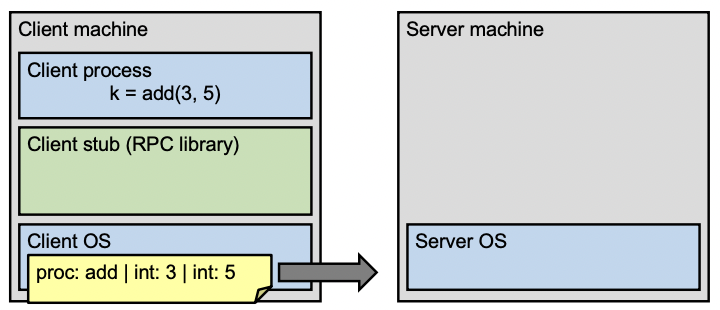 Client machine
Client process
k = add(3, 5)
Client stub (RPC library)
Client OS
proc: add | int: 3 | int: 5
Server machine
Server OS